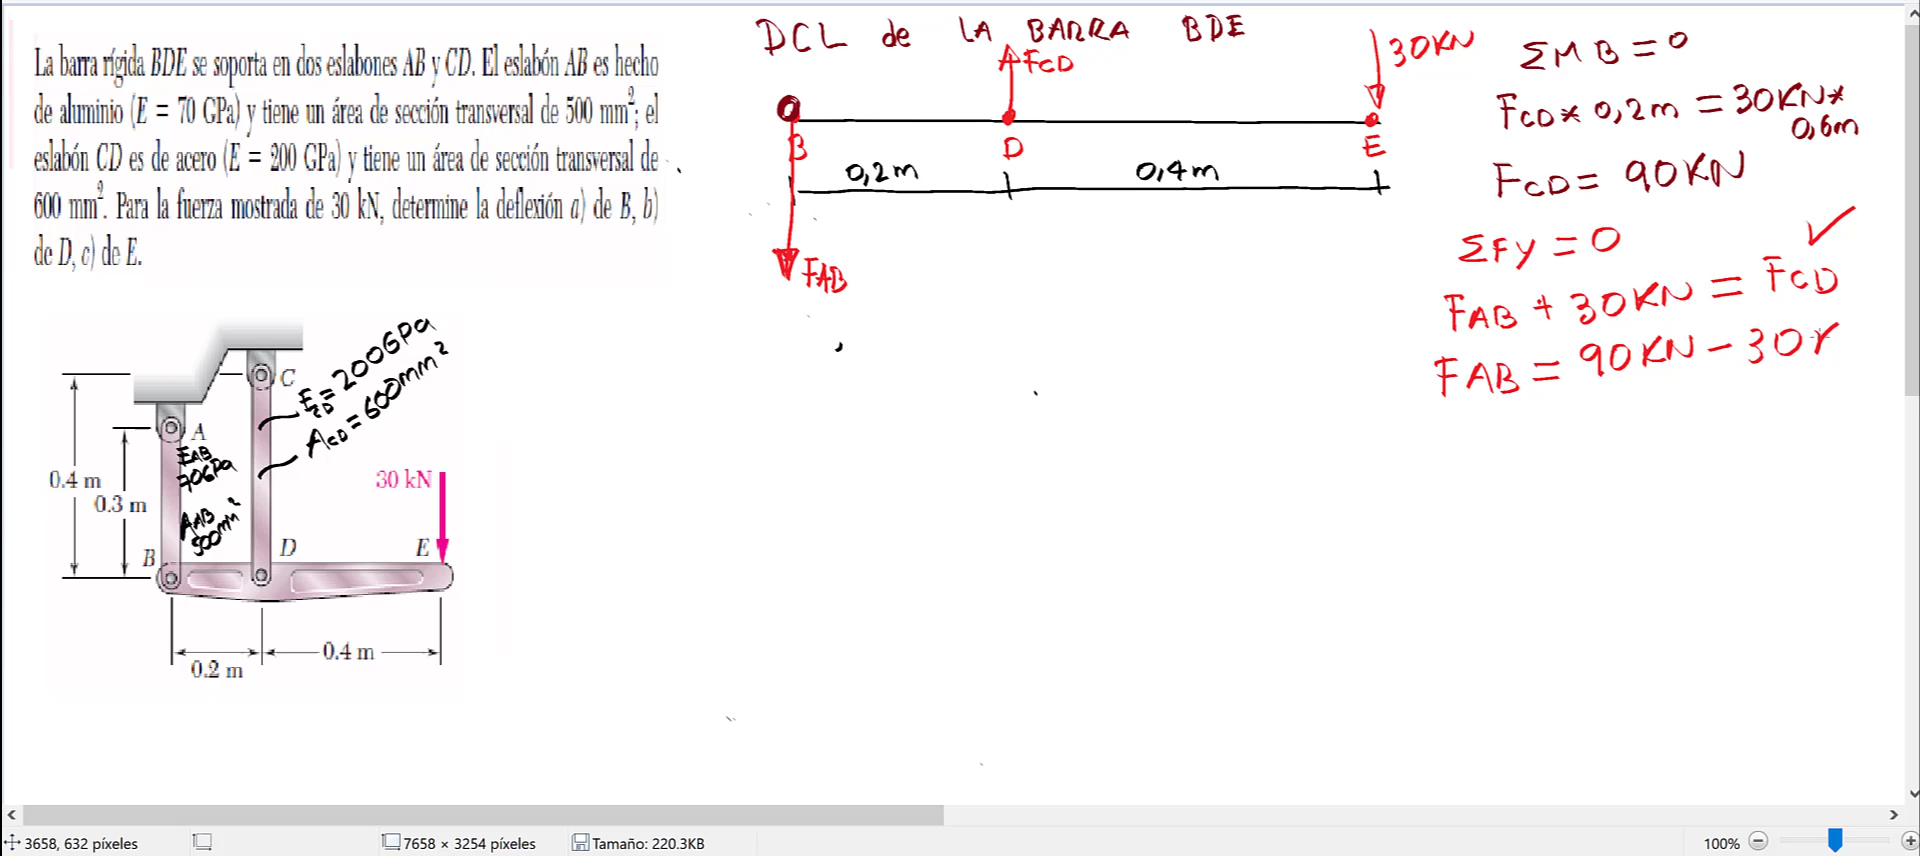 La barra rígida BDE se soporta en dos eslabones AB y CD. El eslabón AB es hecho
de aluminio (E = 70 GPa) y tiene un área de sección transversal de 500 mm²; el
eslabón CD es de acero (E = 200 GPa) y tiene un área de sección transversal de
600 mm². Para la fuerza mostrada de 30 kN, determine la deflexión a) de B, b)
de D, c) de E.
DCL de LA BARRA BDE
FCD
30KN
B
D
E
0,2m
0,4m
FAB
ΣMB=0
FCD*0,2m = 30KN*
0,6m
FCD= 90KN
ΣFY = 0
FAB + 30KN = FCD
FAB = 90KN - 30
C
ECD=200GPa
ACD=600mm²
A
EAB
70GPa
AAB
500mm²
0.4 m
0.3 m
30 kN
B
D
E
0.2 m
0.4 m
3658, 632 píxeles
7658 × 3254 píxeles
Tamaño: 220.3KB
100%